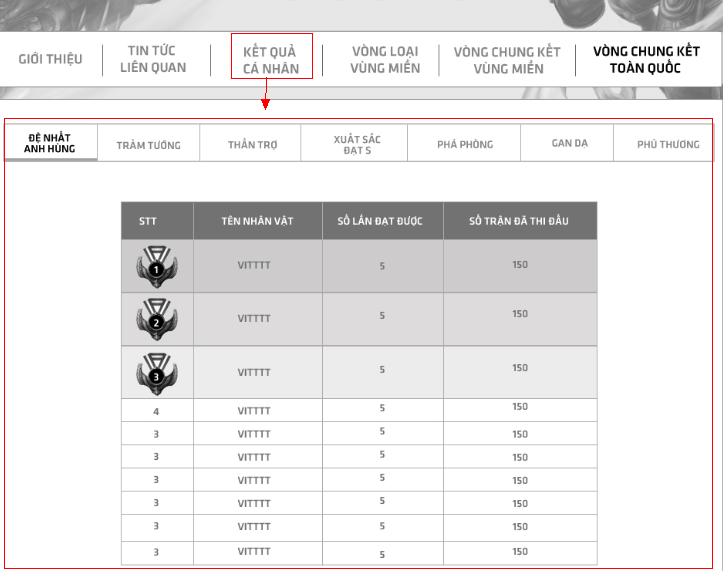 GIỚI THIỆU
TIN TỨC
LIÊN QUAN
KẾT QUẢ
CÁ NHÂN
VÒNG LOẠI
VÙNG MIỀN
VÒNG CHUNG KẾT
VÙNG MIỀN
VÒNG CHUNG KẾT
TOÀN QUỐC
ĐỆ NHẤT
ANH HÙNG
TRẢM TƯỚNG
THẦN TRỢ
XUẤT SẮC
ĐẠT S
PHÁ PHÒNG
GAN DẠ
PHỦ THƯƠNG
STT TÊN NHÂN VẬT SỐ LẦN ĐẠT ĐƯỢC SỐ TRẬN ĐÃ THI ĐẤU
1 VITTTT 5 150
2 VITTTT 5 150
3 VITTTT 5 150
4 VITTTT 5 150
3 VITTTT 5 150
3 VITTTT 5 150
3 VITTTT 5 150
3 VITTTT 5 150
3 VITTTT 5 150
3 VITTTT 5 150